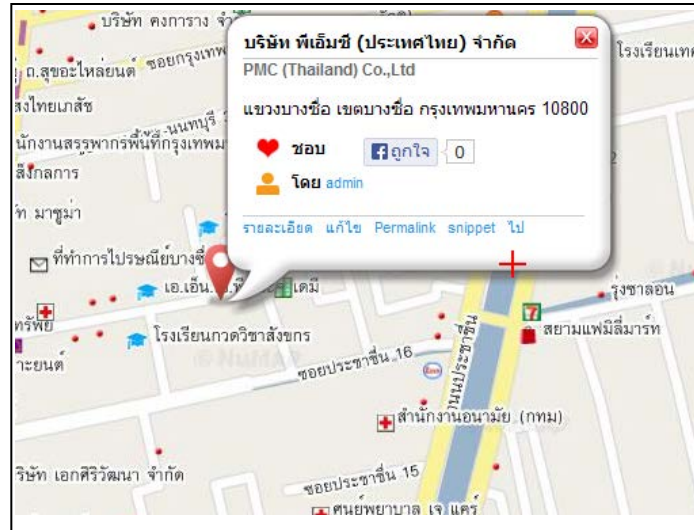 บริษัท คงการาง
บริษัท พีเอ็มซี (ประเทศไทย) จำกัด
PMC (Thailand) Co.,Ltd
แขวงบางซื่อ เขตบางซื่อ กรุงเทพมหานคร 10800
ชอบ
ถูกใจ 0
โดย admin
รายละเอียด แก้ไข Permalink snippet ไป
ถ.สุขอะไหล่ยนต์
ซอยกรุงเทพ
โรงเรียนเท
สงไทยเภสัช
นนทบุรี
นักงานสรรพากรพื้นที่กรุงเทพม
สีกลการ
มาซูม่า
ที่ทำการไปรษณีย์บางซื่
เอ.เอ็น.
เดมี
รุ่งซาลอน
ทรัพย์
โรงเรียนกวดวิชาสังขกร
7
สยามแฟมิลี่มาร์ท
าะยนต์
ซอยประชาชื่น 16
Esso
นนประชาชื่น
สำนักงานอนามัย (กทม)
ริษัท เอกศิริวัฒนา จำกัด
ซอยประชาชื่น 15
ศูนย์พยาบาล เจ แคร์